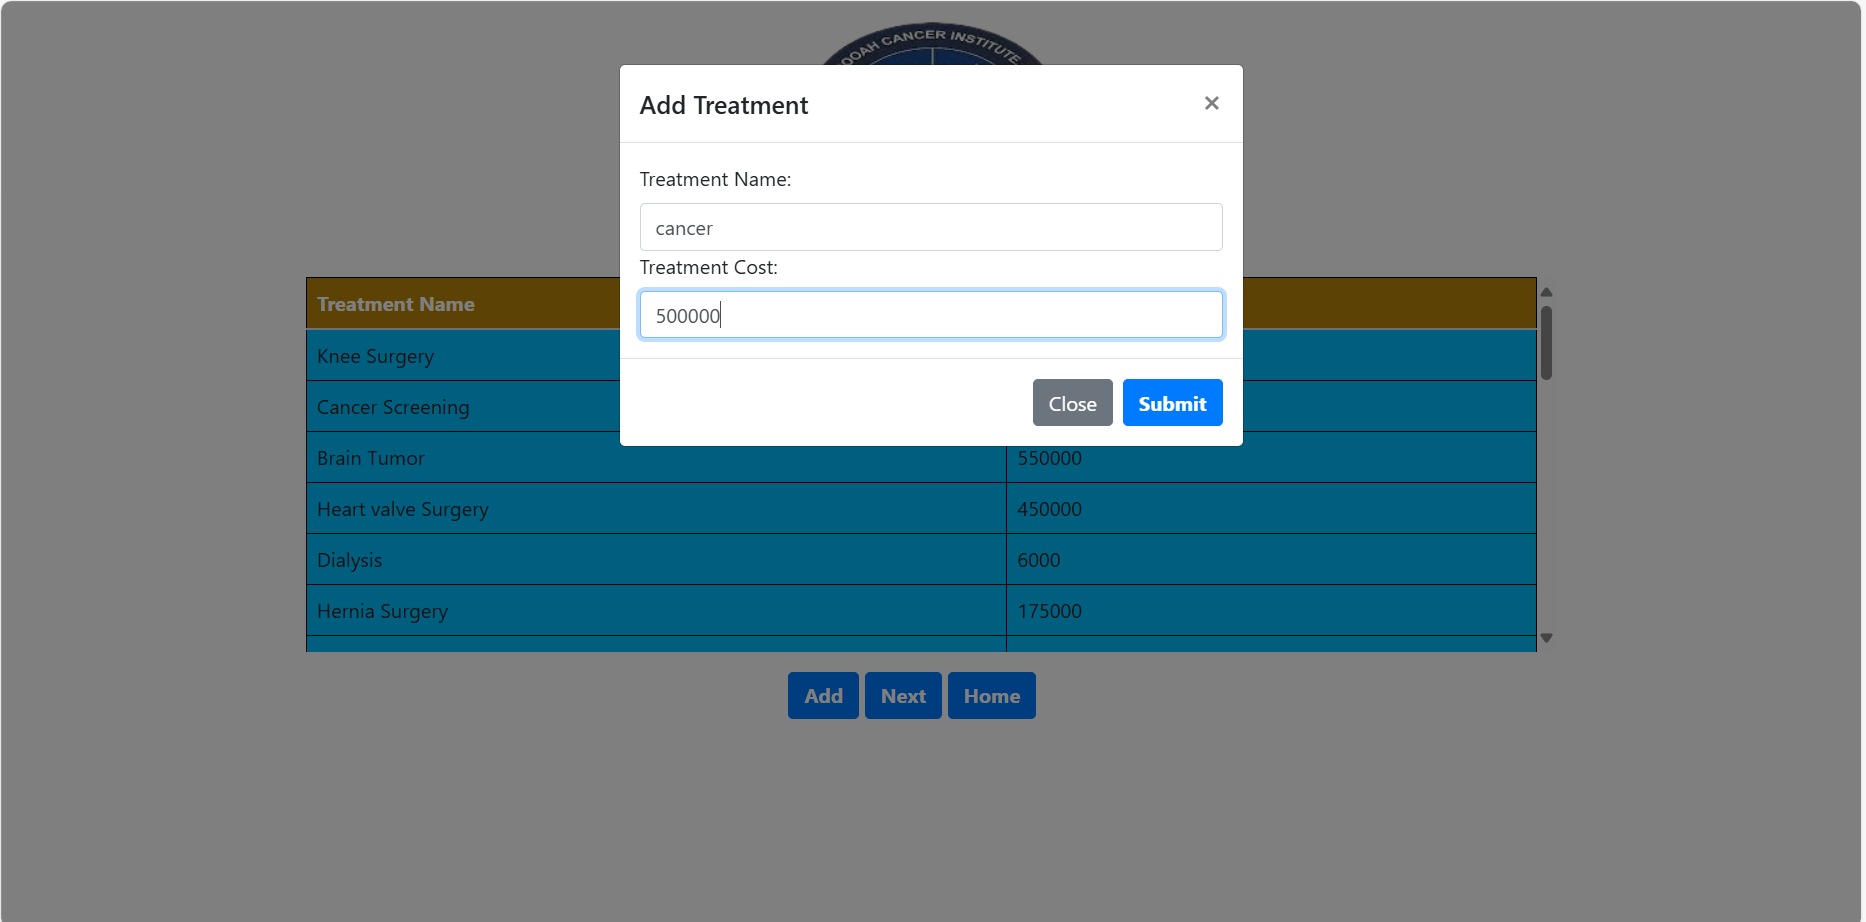 OOAH CANCER INSTITUTE
Add Treatment ×
Treatment Name:
cancer
Treatment Cost:
500000
Close Submit
Treatment Name
Knee Surgery
Cancer Screening
Brain Tumor 550000
Heart valve Surgery 450000
Dialysis 6000
Hernia Surgery 175000
Add Next Home